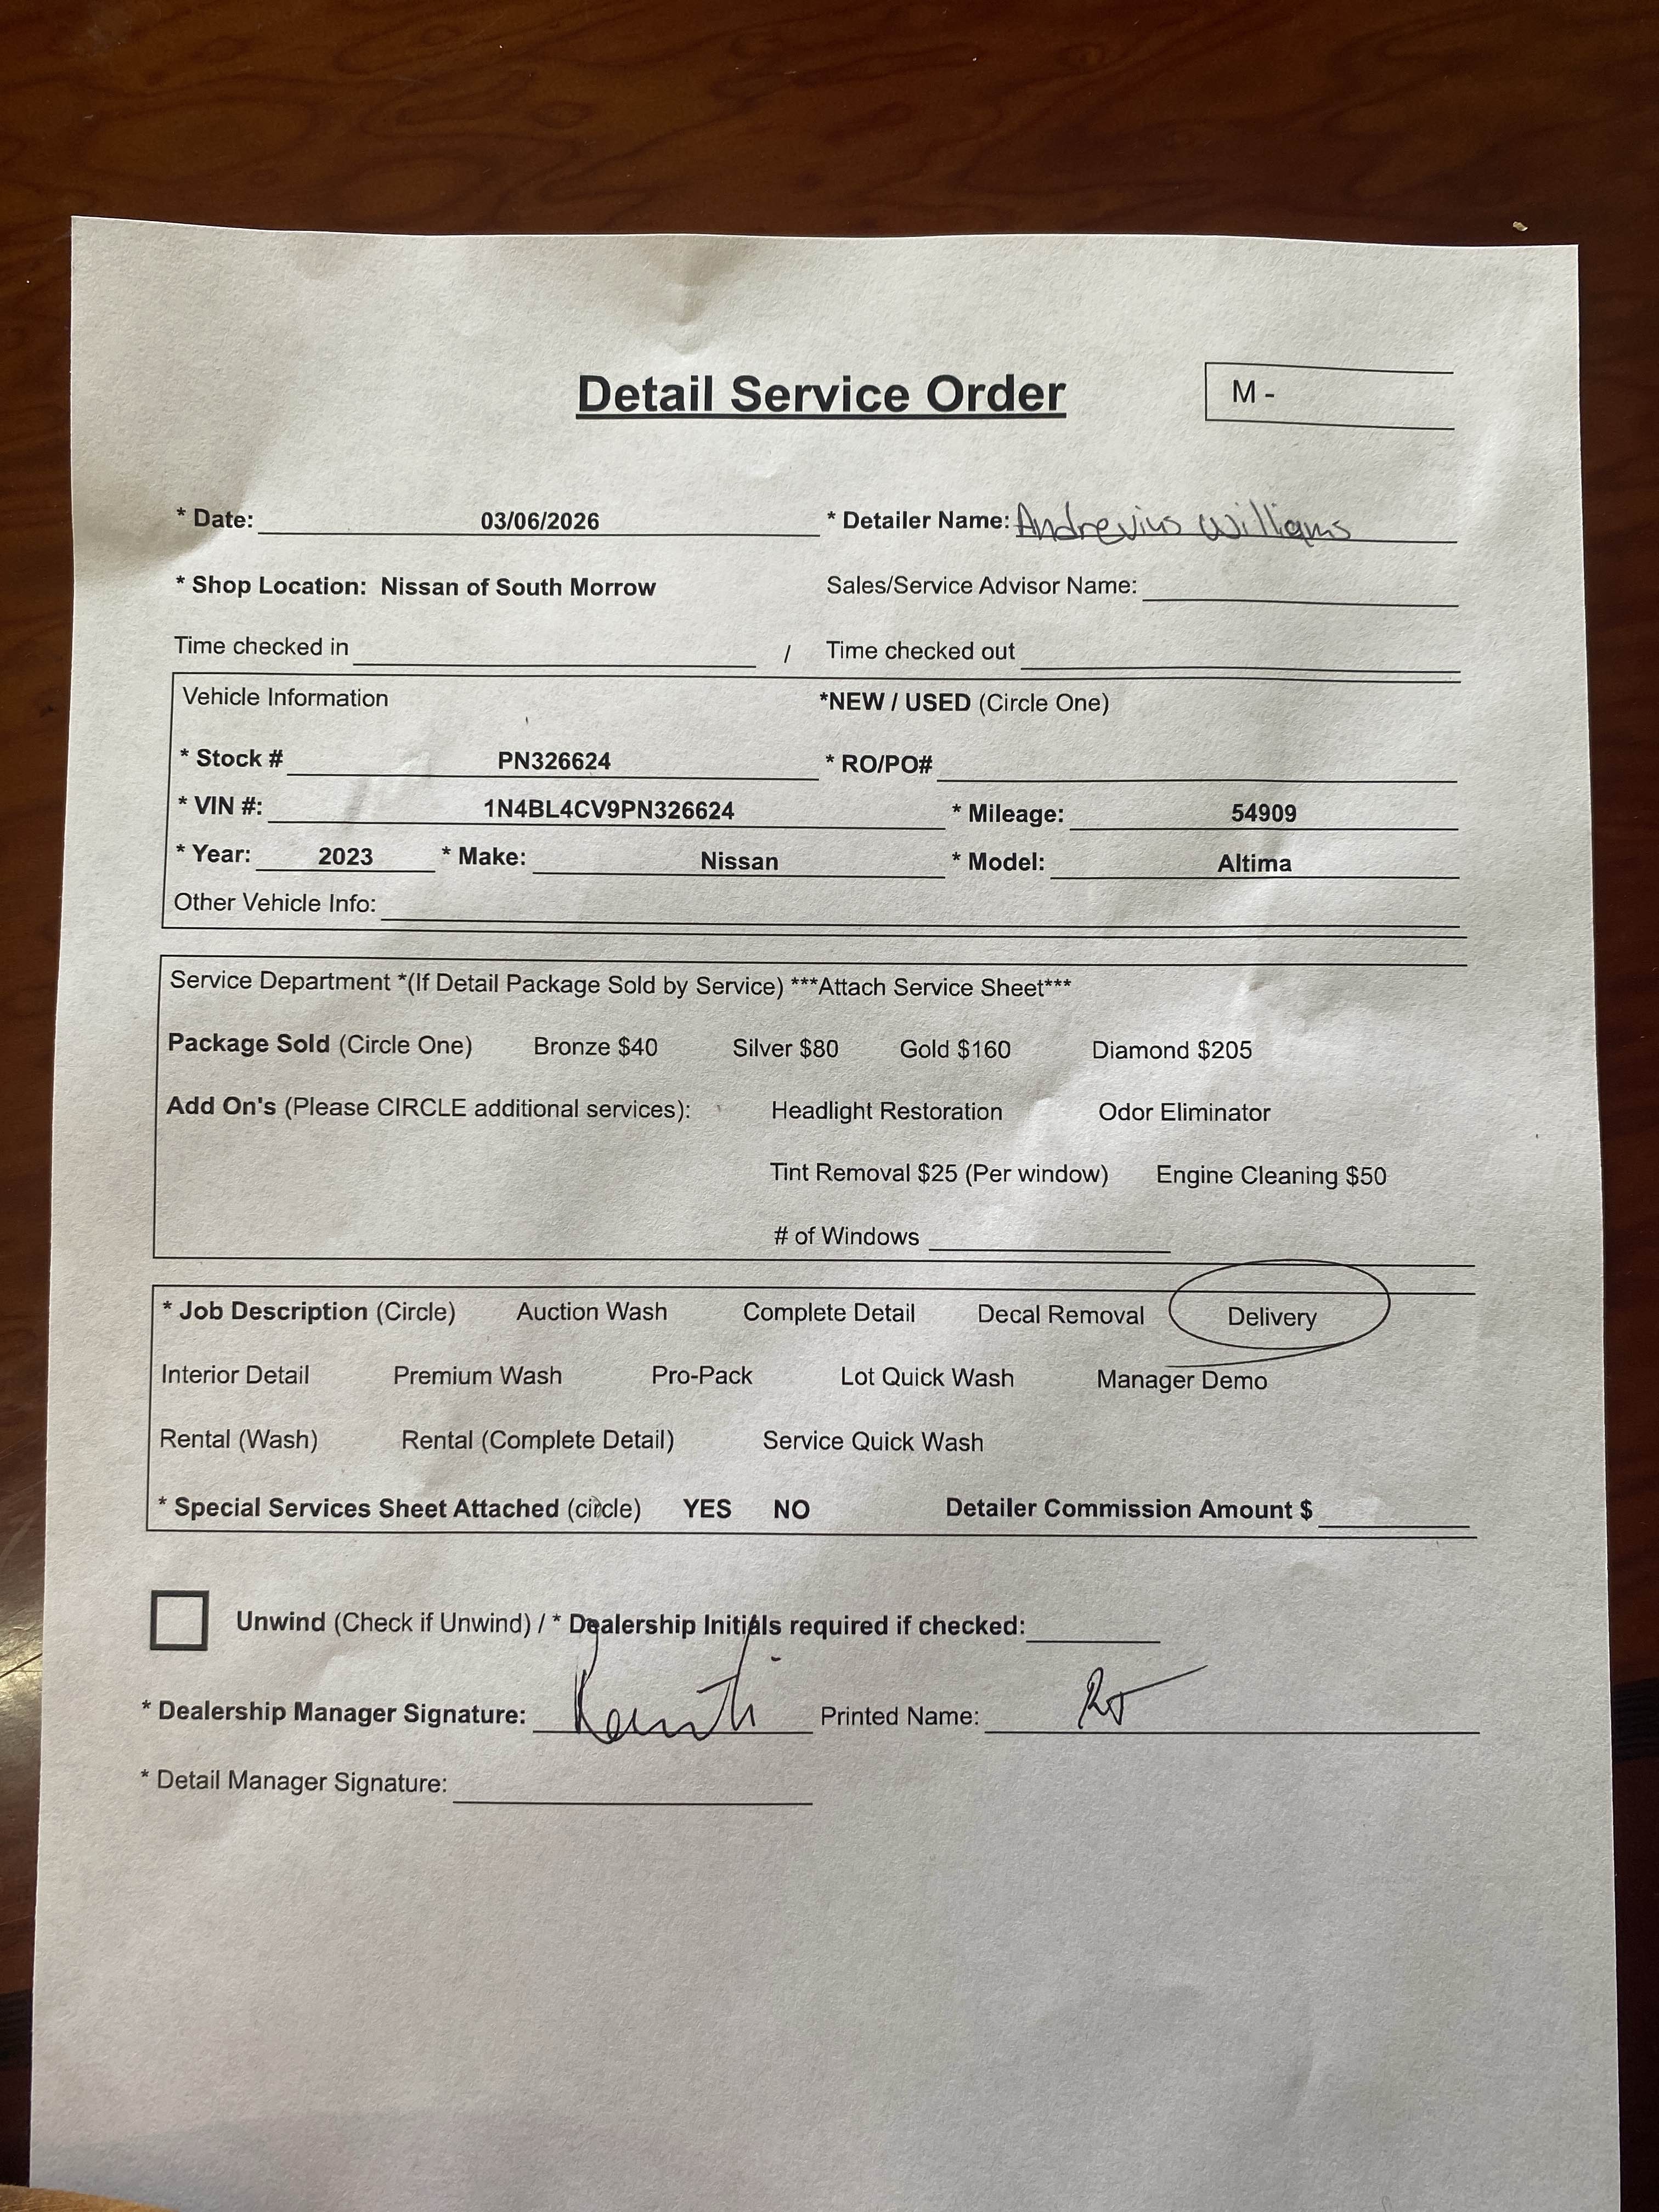 Detail Service Order
M -
* Date: 03/06/2026 * Detailer Name: Andrevius Williams
* Shop Location: Nissan of South Morrow Sales/Service Advisor Name:
Time checked in / Time checked out
Vehicle Information *NEW / USED (Circle One)
* Stock # PN326624 * RO/PO#
* VIN #: 1N4BL4CV9PN326624 * Mileage: 54909
* Year: 2023 * Make: Nissan * Model: Altima
Other Vehicle Info:
Service Department *(If Detail Package Sold by Service) ***Attach Service Sheet***
Package Sold (Circle One) Bronze $40 Silver $80 Gold $160 Diamond $205
Add On's (Please CIRCLE additional services): Headlight Restoration Odor Eliminator
Tint Removal $25 (Per window) Engine Cleaning $50
# of Windows
* Job Description (Circle) Auction Wash Complete Detail Decal Removal Delivery
Interior Detail Premium Wash Pro-Pack Lot Quick Wash Manager Demo
Rental (Wash) Rental (Complete Detail) Service Quick Wash
* Special Services Sheet Attached (circle) YES NO Detailer Commission Amount $
Unwind (Check if Unwind) / * Dealership Initials required if checked:
* Dealership Manager Signature: Printed Name:
* Detail Manager Signature: